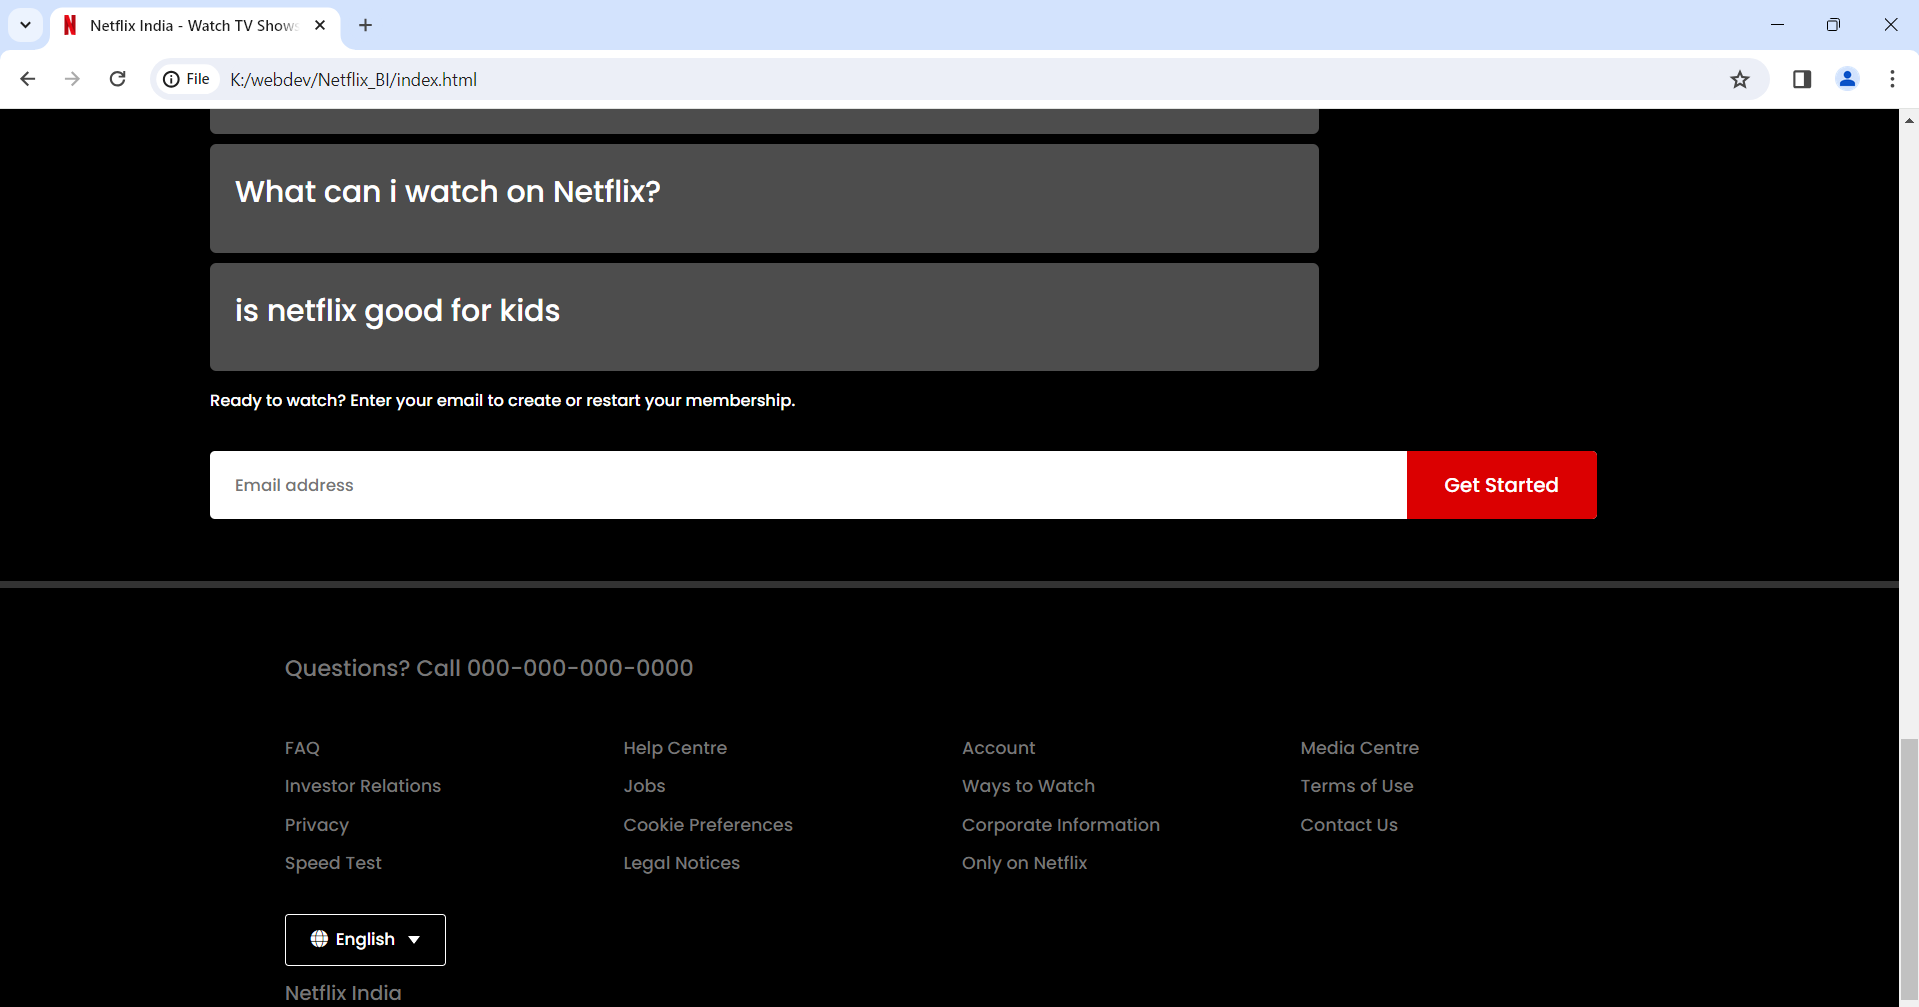 Netflix India - Watch TV Shows
File
K:/webdev/Netflix_BI/index.html
What can i watch on Netflix?
is netflix good for kids
Ready to watch? Enter your email to create or restart your membership.
Email address
Get Started
Questions? Call 000-000-000-0000
FAQ Help Centre Account Media Centre
Investor Relations Jobs Ways to Watch Terms of Use
Privacy Cookie Preferences Corporate Information Contact Us
Speed Test Legal Notices Only on Netflix
English
Netflix India